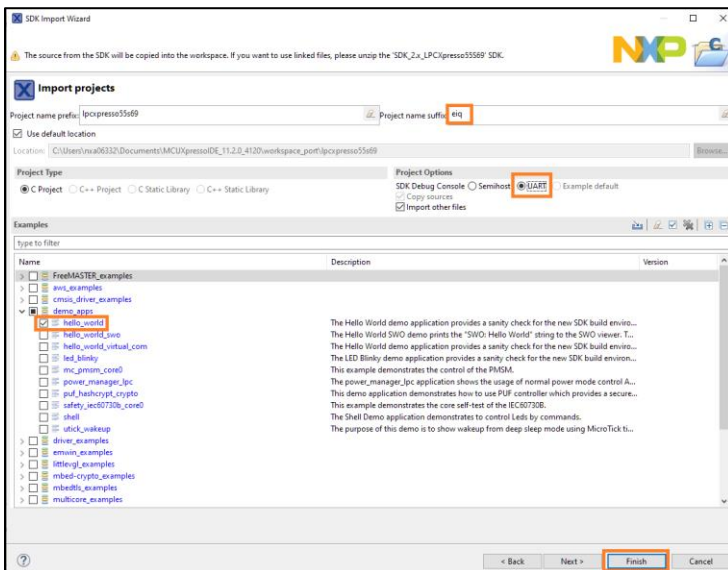 SDK Import Wizard
The source from the SDK will be copied into the workspace. If you want to use linked files, please unzip the 'SDK_2.x_LPCXpresso55S69' SDK.
NXP
Import projects
Project name prefix: lpcxpresso55s69 Project name suffix: eiq
Use default location
Location: C:\Users\nxa06332\Documents\MCUXpressoIDE_11.2.0_4120\workspace_port\lpcxpresso55s69 Browse...
Project Type Project Options
C Project C++ Project C Static Library C++ Static Library SDK Debug Console Semihost UART Example default
Copy sources
Import other files
Examples
type to filter
Name Description Version
FreeMASTER_examples
aws_examples
cmsis_driver_examples
demo_apps
hello_world The Hello World demo application provides a sanity check for the new SDK build enviro...
hello_world_swo The Hello World SWO demo prints the "SWO: Hello World" string to the SWO viewer. T...
hello_world_virtual_com The Hello World demo application provides a sanity check for the new SDK build enviro...
led_blinky The LED Blinky demo application provides a sanity check for the new SDK build environ...
mc_pmsm_core0 This example demonstrates the control of the PMSM.
power_manager_lpc The power_manager_lpc application shows the usage of normal power mode control A...
puf_hashcrypt_crypto This demo application demonstrates how to use PUF controller which provides a secure...
safety_iec60730b_core0 This example demonstrates the core self-test of the IEC60730B.
shell The Shell Demo application demonstrates to control Leds by commands.
utick_wakeup The purpose of this demo is to show wakeup from deep sleep mode using MicroTick ti...
driver_examples
emwin_examples
littlevgl_examples
mbed-crypto_examples
mbedtls_examples
multicore_examples
? < Back Next > Finish Cancel